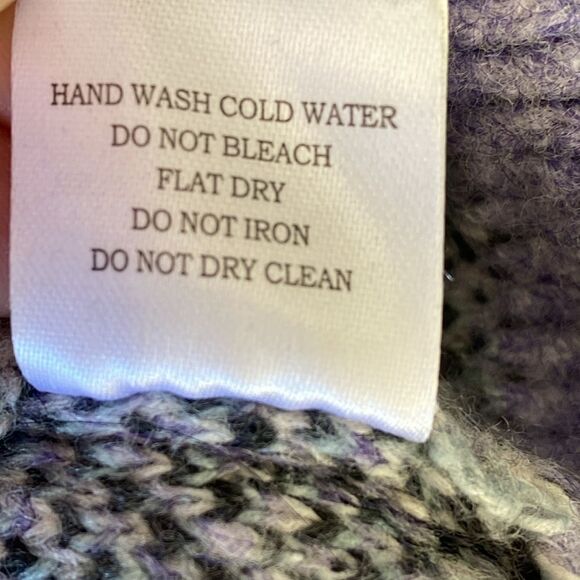 HAND WASH COLD WATER
DO NOT BLEACH
FLAT DRY
DO NOT IRON
DO NOT DRY CLEAN